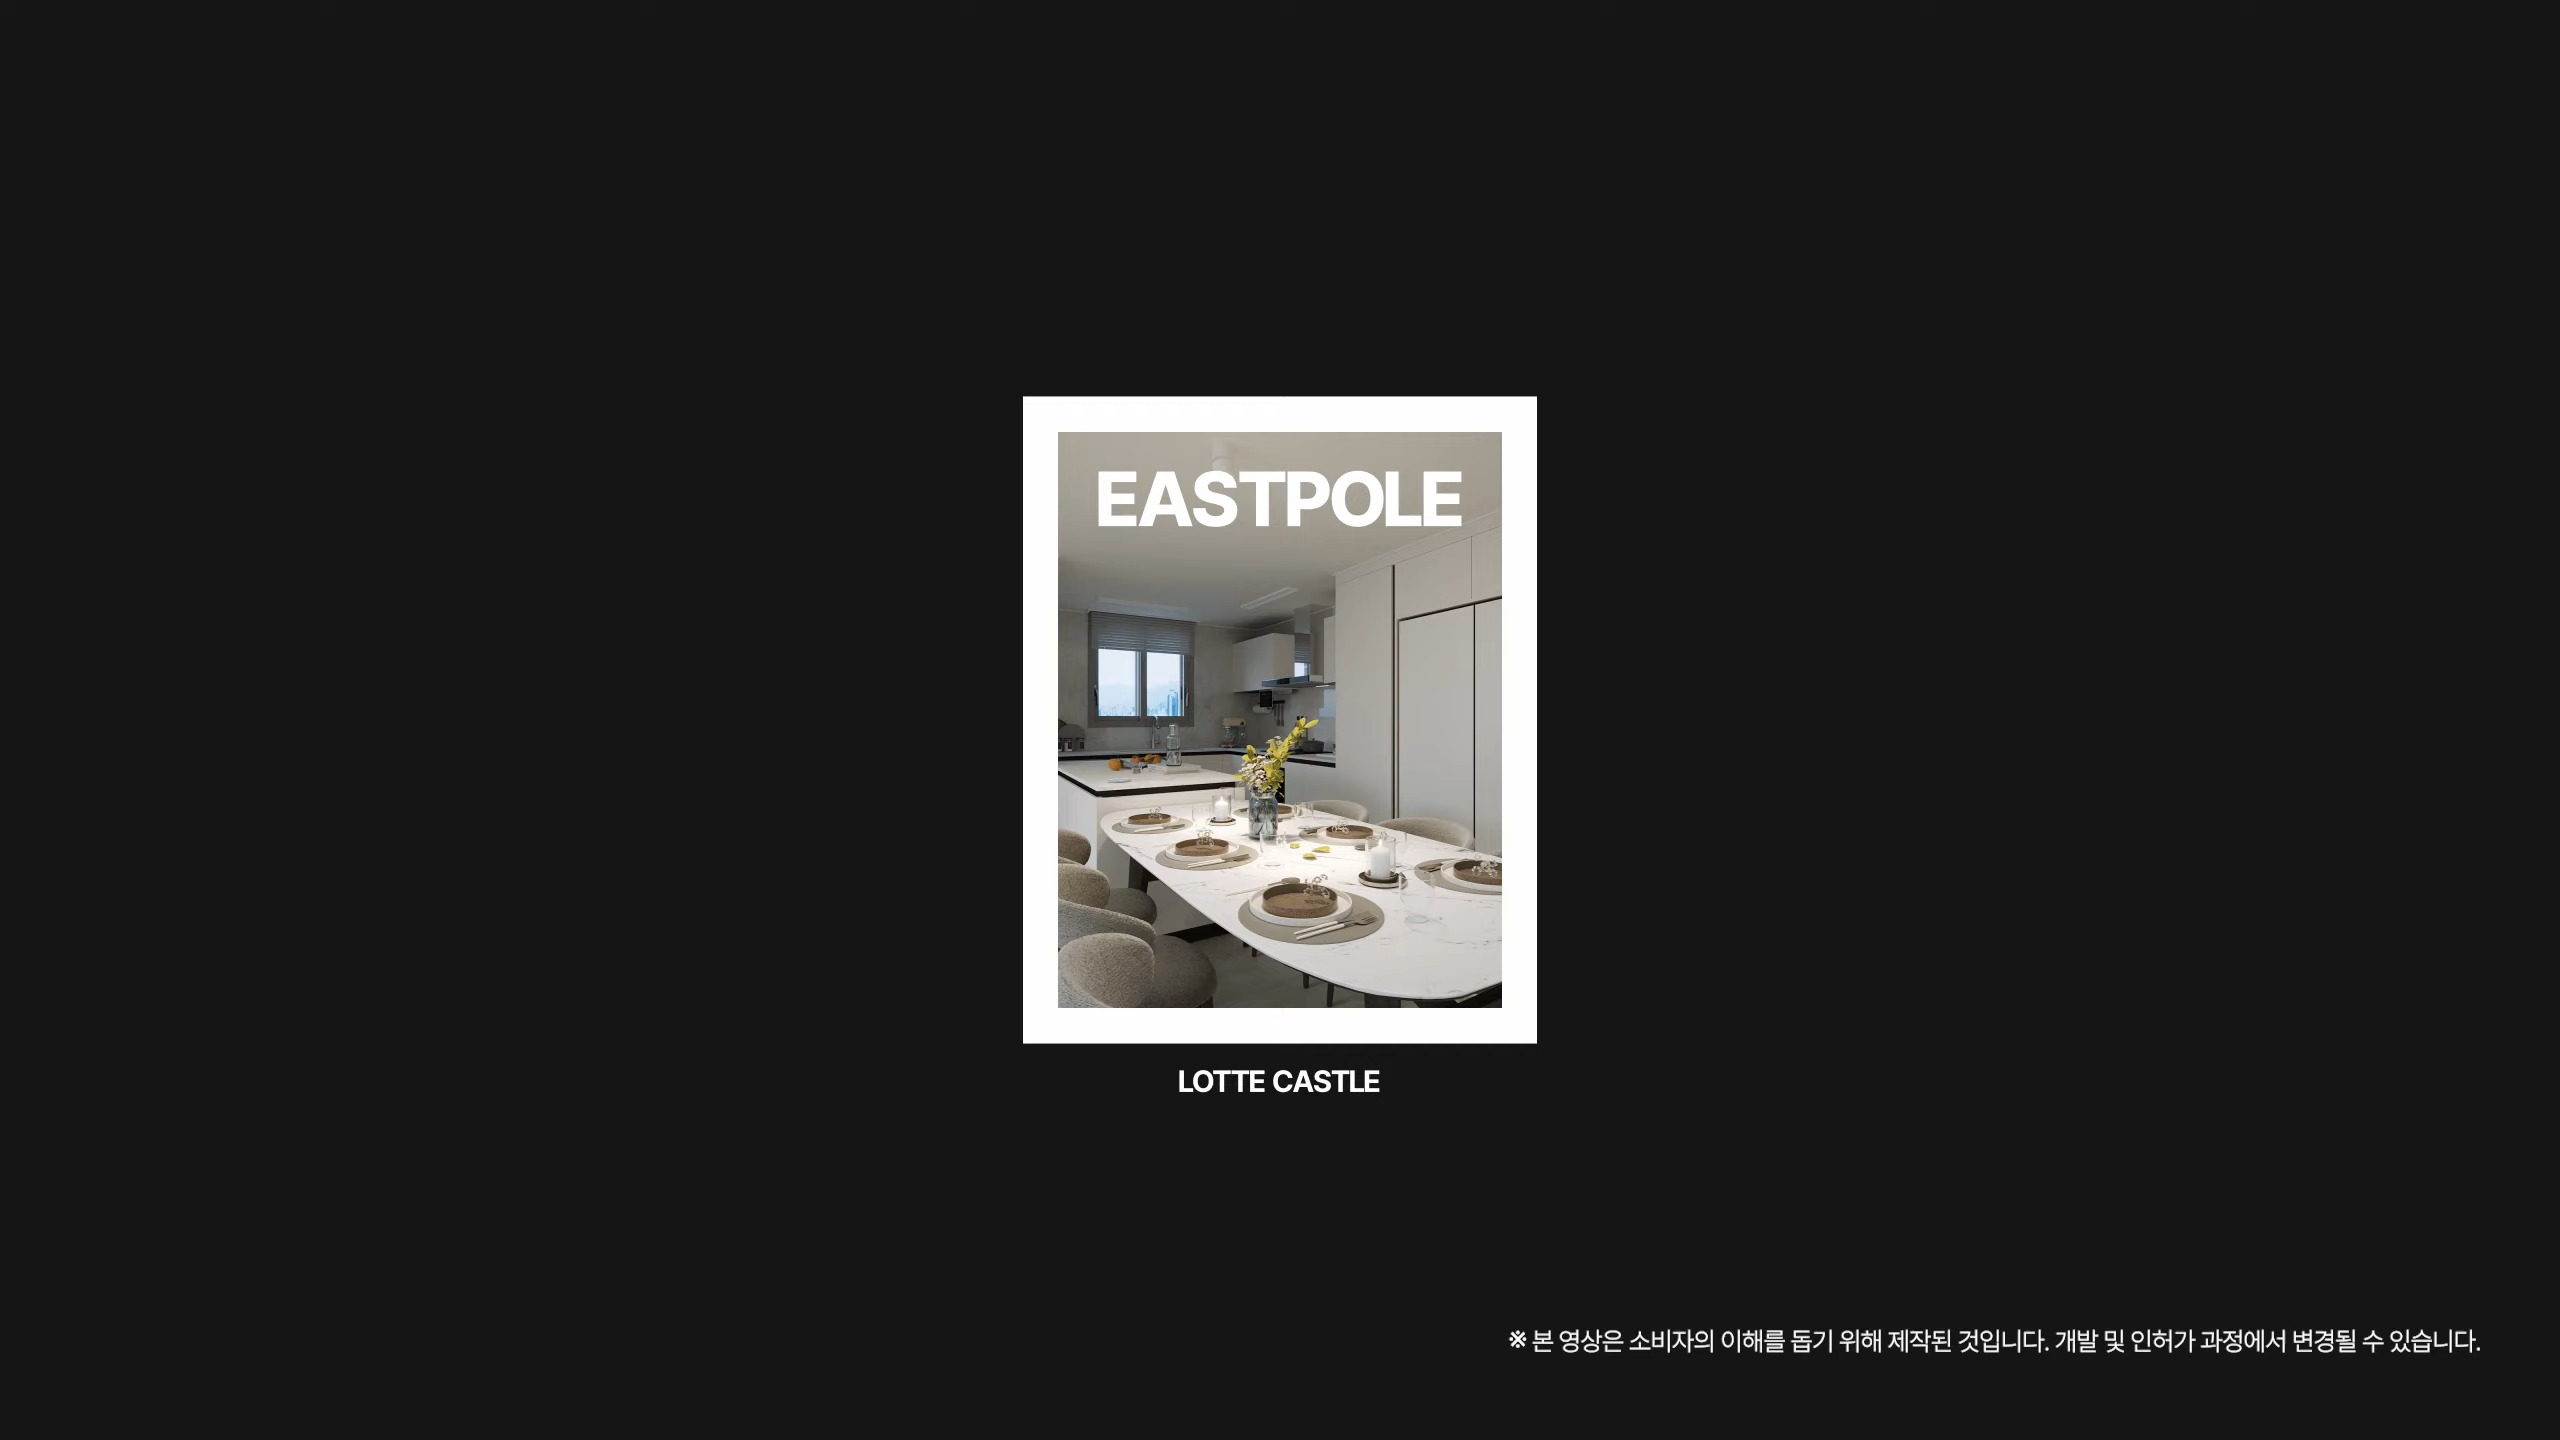 EASTPOLE
LOTTE CASTLE
※ 본 영상은 소비자의 이해를 돕기 위해 제작된 것입니다. 개발 및 인허가 과정에서 변경될 수 있습니다.